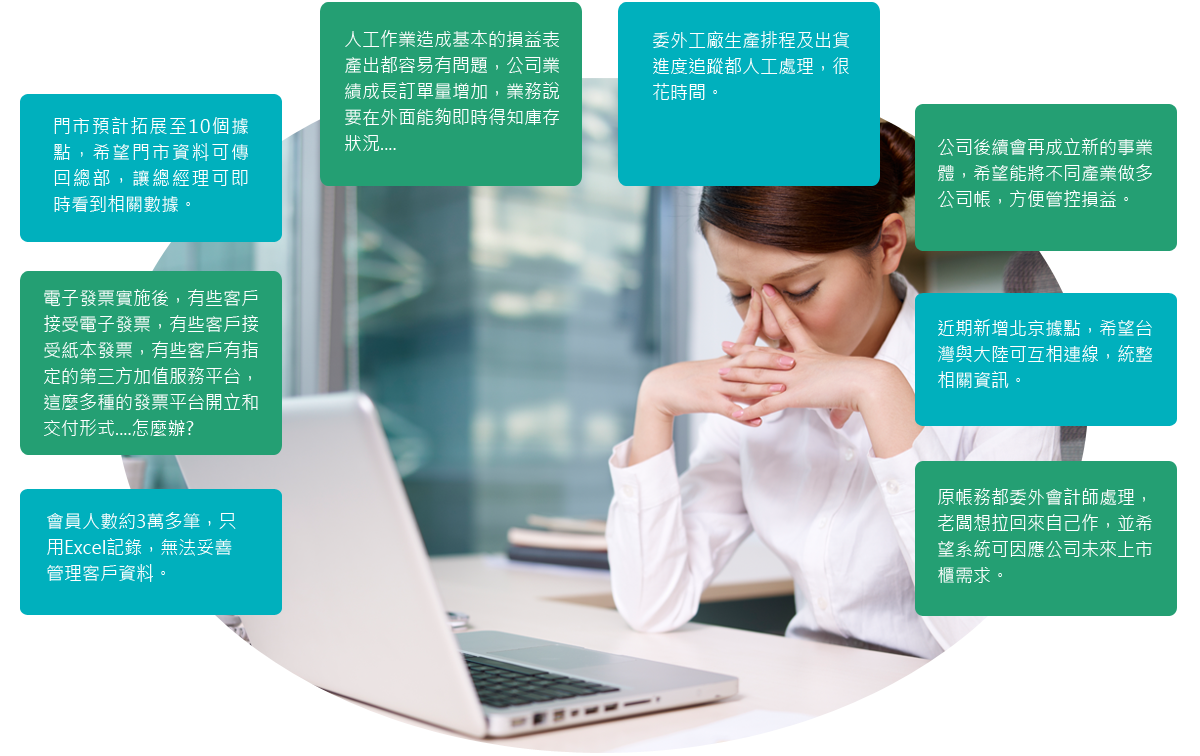 人工作業造成基本的損益表
產出都容易有問題，公司業
績成長訂單量增加，業務說
要在外面能夠即時得知庫存
狀況....
委外工廠生產排程及出貨
進度追蹤都人工處理，很
花時間。
門市預計拓展至10個據
點，希望門市資料可傳
回總部，讓總經理可即
時看到相關數據。
公司後續會再成立新的事業
體，希望能將不同產業做多
公司帳，方便管控損益。
電子發票實施後，有些客戶
接受電子發票，有些客戶接
受紙本發票，有些客戶有指
定的第三方加值服務平台，
這麼多種的發票平台開立和
交付形式....怎麼辦?
近期新增北京據點，希望台
灣與大陸可互相連線，統整
相關資訊。
會員人數約3萬多筆，只
用Excel記錄，無法妥善
管理客戶資料。
原帳務都委外會計師處理，
老闆想拉回來自己作，並希
望系統可因應公司未來上市
櫃需求。